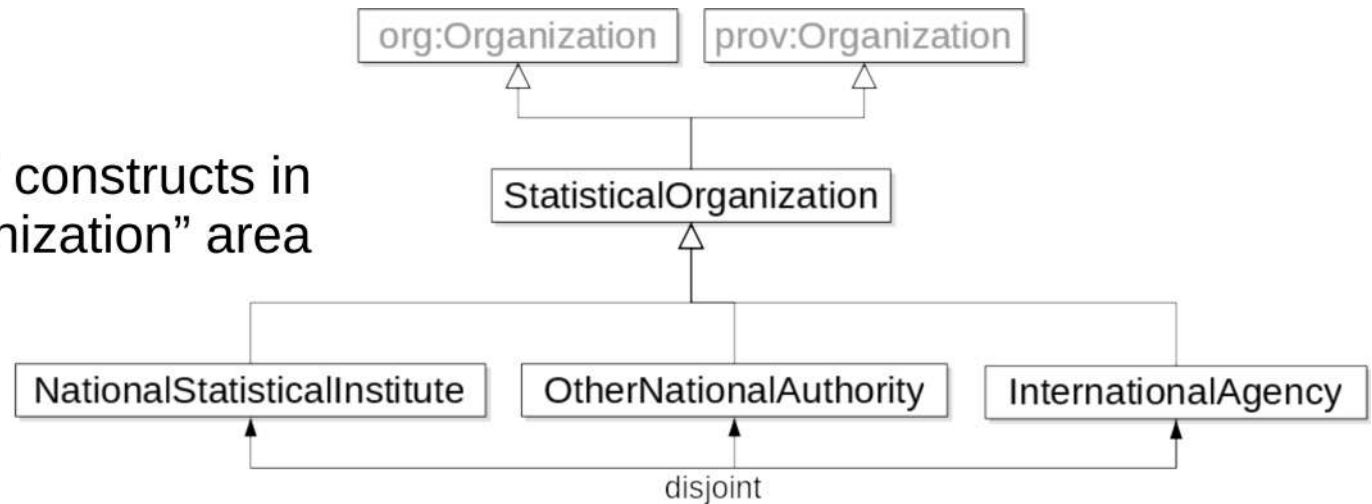 org:Organization
prov:Organization
constructs in
StatisticalOrganization
nization” area
NationalStatisticalInstitute
OtherNationalAuthority
InternationalAgency
disjoint